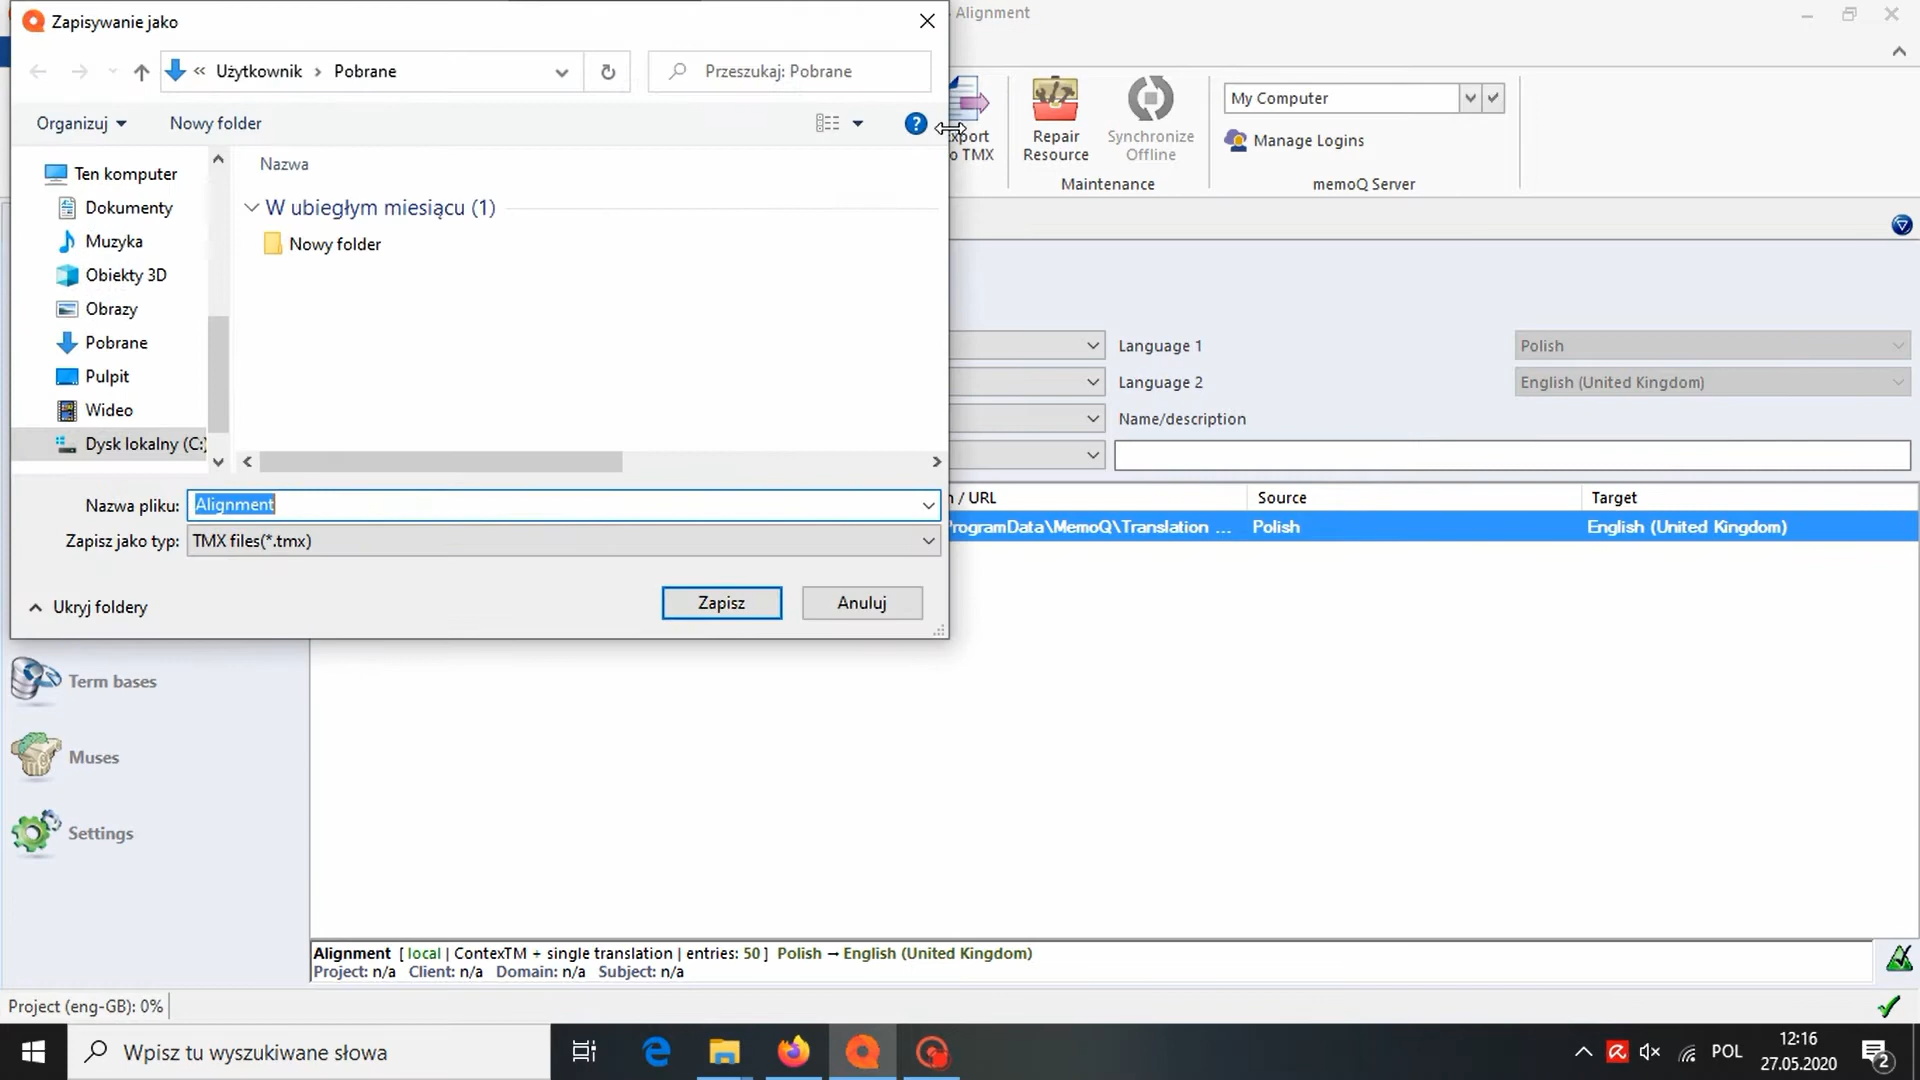 Zapisywanie jako
Alignment
« Użytkownik › Pobrane
Przeszukaj: Pobrane
Organizuj
Nowy folder
Ten komputer
Dokumenty
Muzyka
Obiekty 3D
Obrazy
Pobrane
Pulpit
Wideo
Dysk lokalny (C:)
Nazwa
W ubiegłym miesiącu (1)
Nowy folder
Nazwa pliku: Alignment
Zapisz jako typ: TMX files(*.tmx)
Ukryj foldery
Zapisz
Anuluj
xport
o TMX
Repair
Resource
Synchronize
Offline
Maintenance
My Computer
Manage Logins
memoQ Server
Language 1
Polish
Language 2
English (United Kingdom)
Name/description
/ URL
Source
Target
rogramData\MemoQ\Translation ...
Polish
English (United Kingdom)
Term bases
Muses
Settings
Alignment [ local | ContexTM + single translation | entries: 50 ] Polish → English (United Kingdom)
Project: n/a Client: n/a Domain: n/a Subject: n/a
Project (eng-GB): 0%
Wpisz tu wyszukiwane słowa
POL
12:16
27.05.2020
2